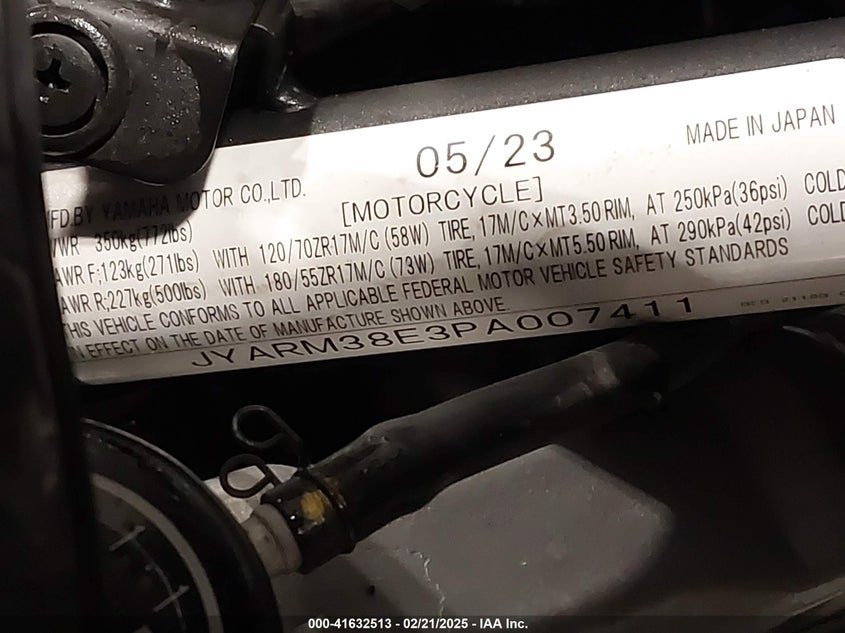 05/23
MADE IN JAPAN
MFD.BY YAMAHA MOTOR CO.,LTD.
[MOTORCYCLE]
VWR 350kg(772lbs)
AWR F;123kg(271lbs) WITH 120/70ZR17M/C (58W) TIRE, 17M/C×MT3.50 RIM, AT 250kPa(36psi) COLD
AWR R;227kg(500lbs) WITH 180/55ZR17M/C (73W) TIRE, 17M/C×MT5.50 RIM, AT 290kPa(42psi) COLD
THIS VEHICLE CONFORMS TO ALL APPLICABLE FEDERAL MOTOR VEHICLE SAFETY STANDARDS
IN EFFECT ON THE DATE OF MANUFACTURE SHOWN ABOVE.
JYARM38E3PA007411
000-41632513 - 02/21/2025 - IAA Inc.